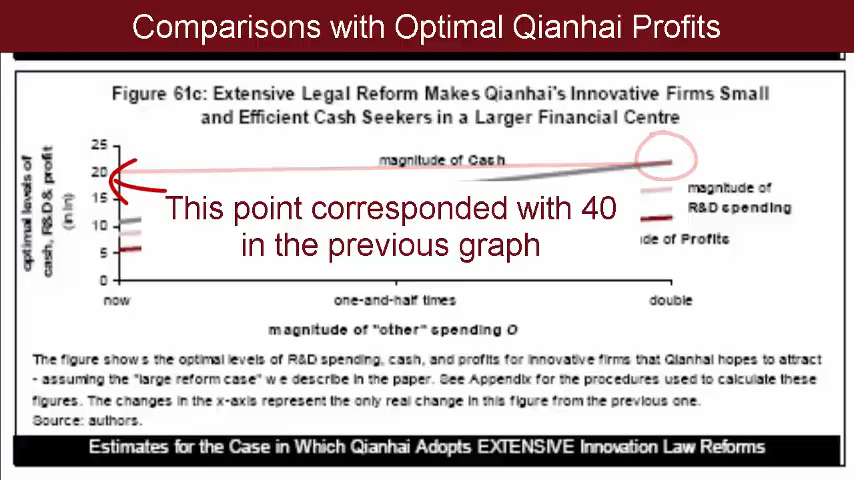 Comparisons with Optimal Qianhai Profits
Figure 61c: Extensive Legal Reform Makes Qianhai's Innovative Firms Small
and Efficient Cash Seekers in a Larger Financial Centre
optimal levels of
cash, R&D & profit
(in ln)
25
20
15
10
5
0
magnitude of Cash
magnitude of
R&D spending
de of Profits
This point corresponded with 40
in the previous graph
now
one-and-half times
double
magnitude of "other" spending O
The figure shows the optimal levels of R&D spending, cash, and profits for innovative firms that Qianhai hopes to attract
- assuming the "large reform case" we describe in the paper. See Appendix for the procedures used to calculate these
figures. The changes in the x-axis represent the only real change in this figure from the previous one.
Source: authors.
Estimates for the Case in Which Qianhai Adopts EXTENSIVE Innovation Law Reforms